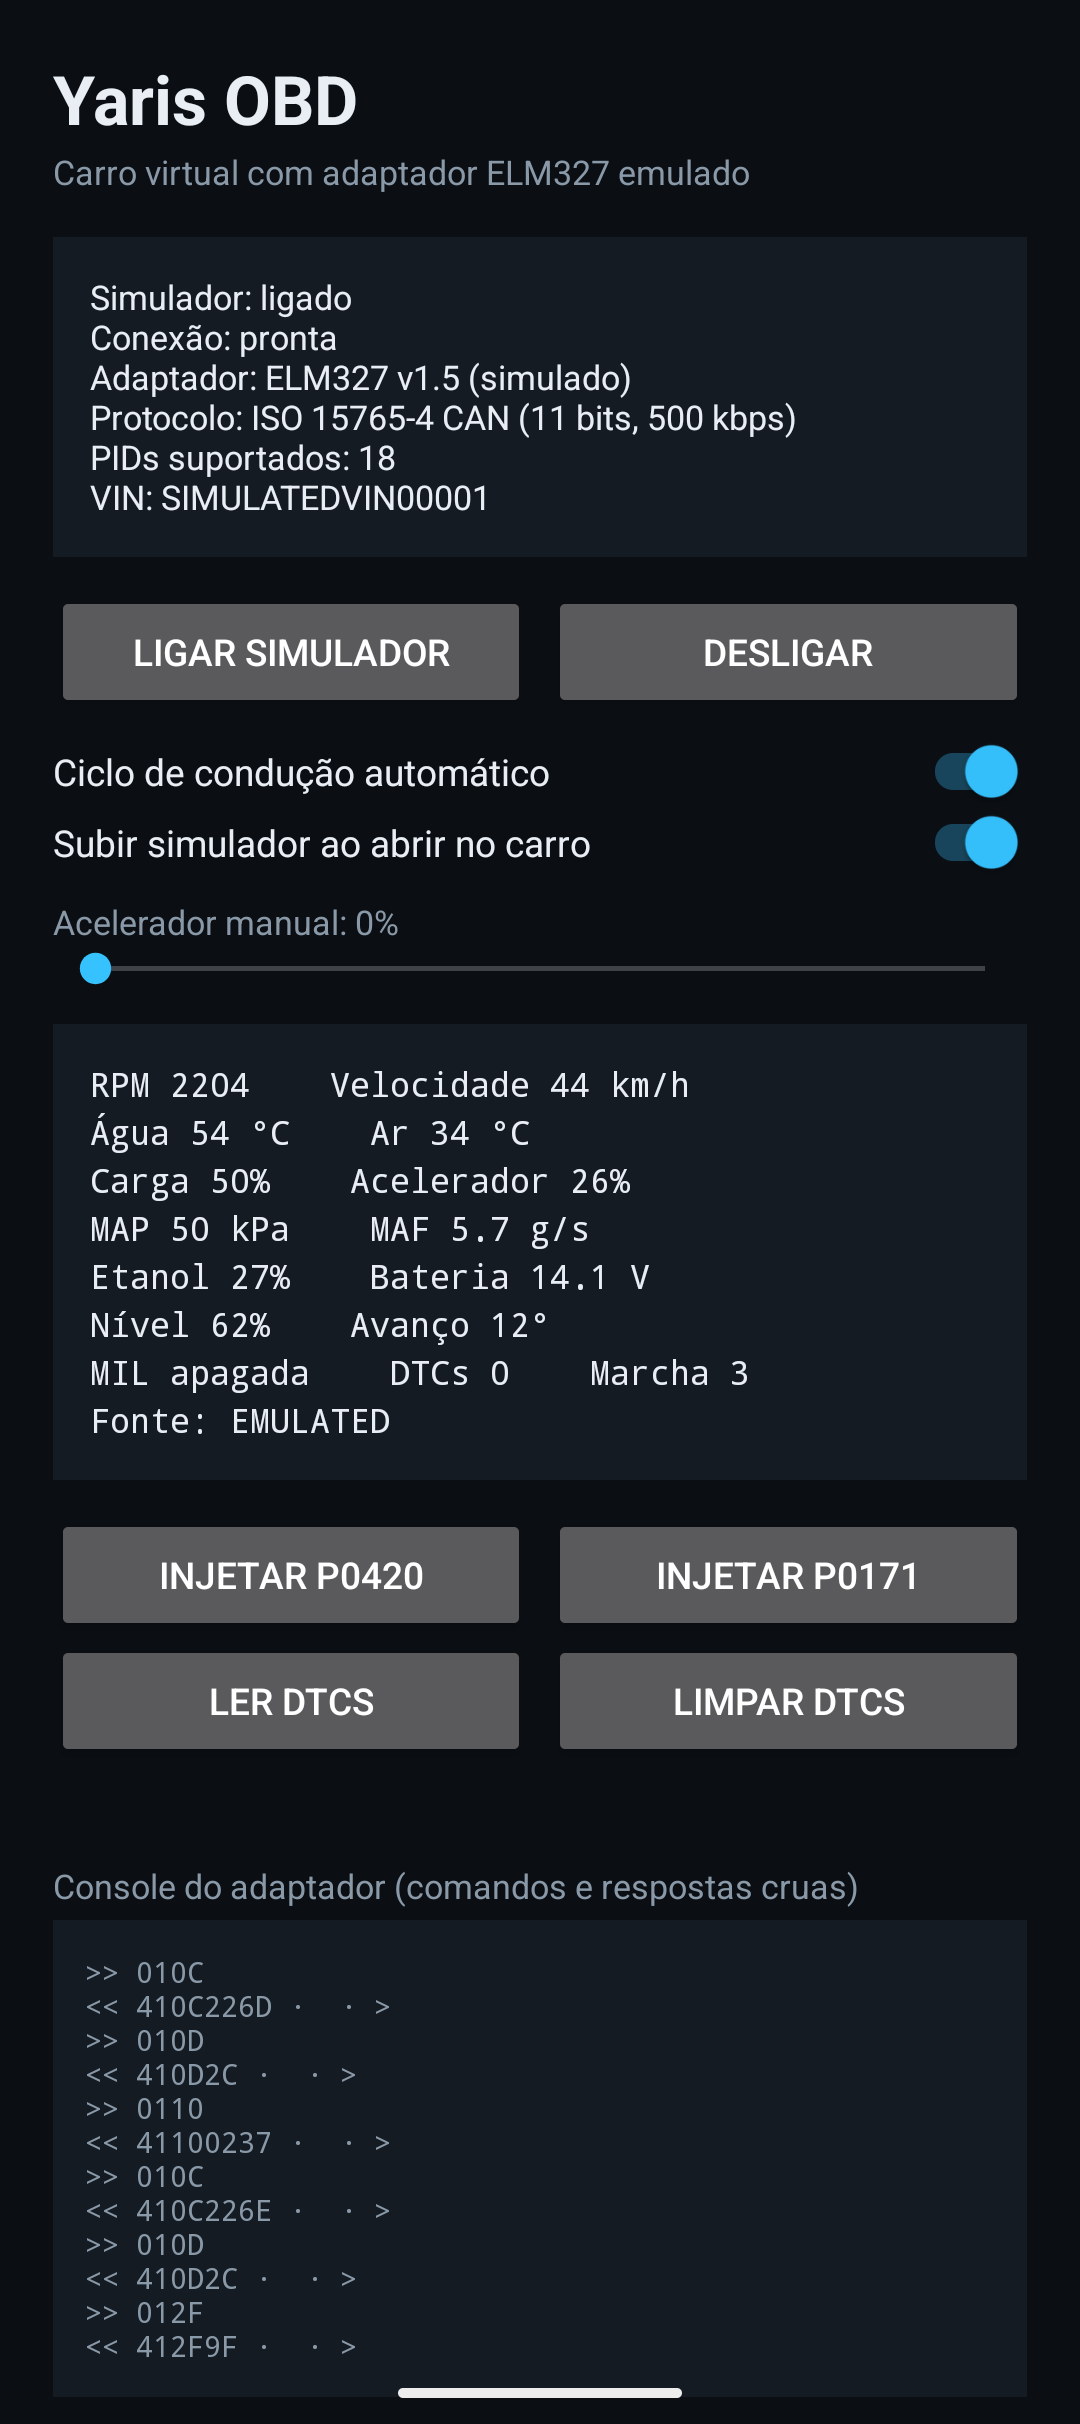 Yaris OBD
Carro virtual com adaptador ELM327 emulado
Simulador: ligado
Conexão: pronta
Adaptador: ELM327 v1.5 (simulado)
Protocolo: ISO 15765-4 CAN (11 bits, 500 kbps)
PIDs suportados: 18
VIN: SIMULATEDVIN00001
LIGAR SIMULADOR DESLIGAR
Ciclo de condução automático
Subir simulador ao abrir no carro
Acelerador manual: 0%
RPM 2204 Velocidade 44 km/h
Água 54 °C Ar 34 °C
Carga 50% Acelerador 26%
MAP 50 kPa MAF 5.7 g/s
Etanol 27% Bateria 14.1 V
Nível 62% Avanço 12°
MIL apagada DTCs 0 Marcha 3
Fonte: EMULATED
INJETAR P0420 INJETAR P0171
LER DTCS LIMPAR DTCS
Console do adaptador (comandos e respostas cruas)
>> 010C
<< 410C226D · · >
>> 010D
<< 410D2C · · >
>> 0110
<< 41100237 · · >
>> 010C
<< 410C226E · · >
>> 010D
<< 410D2C · · >
>> 012F
<< 412F9F · · >